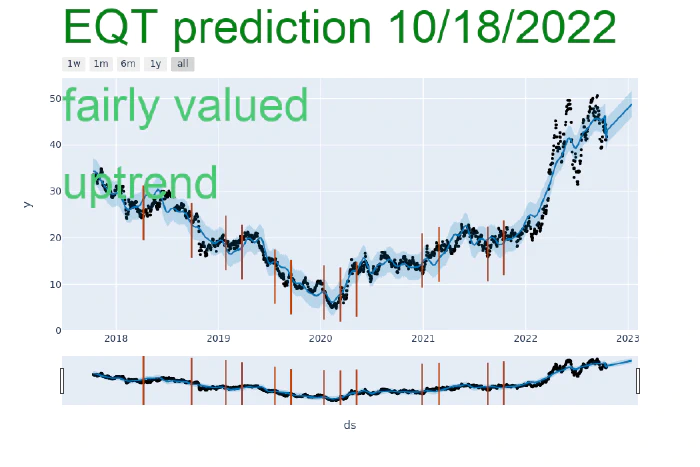 EQT prediction 10/18/2022
1w 1m 6m 1y all
fairly valued
uptrend
50
40
30
20
10
0
y
2018 2019 2020 2021 2022 2023
ds